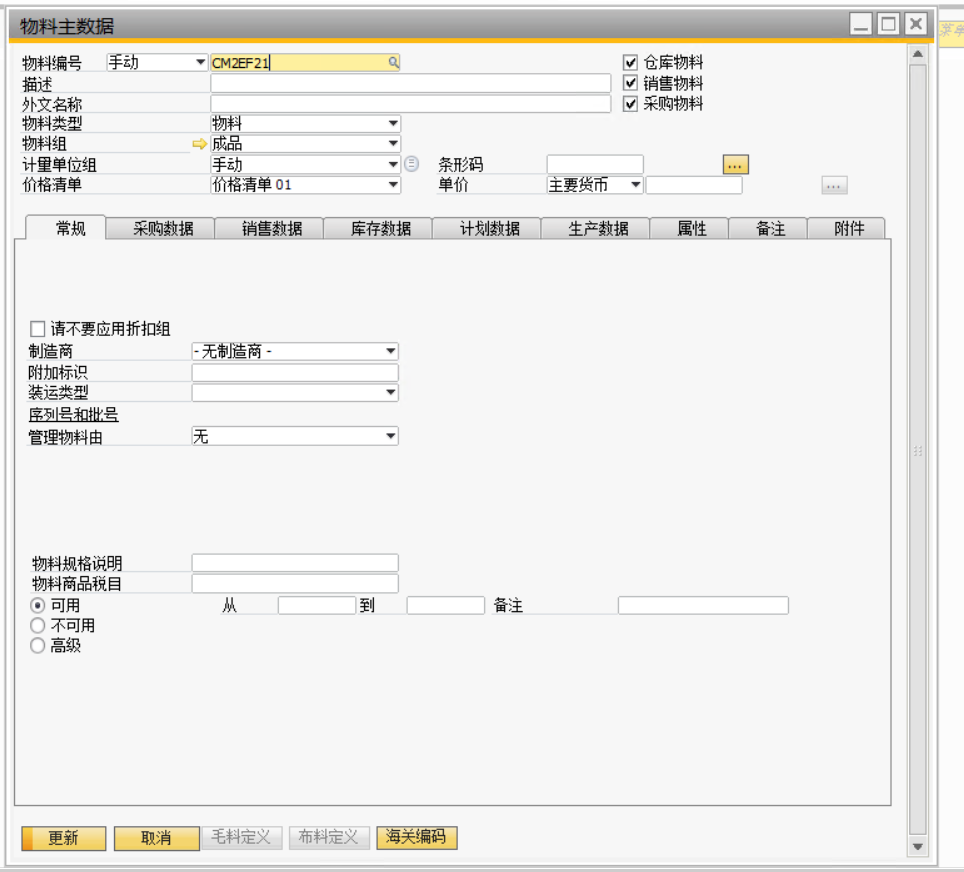 物料主数据
菜单
物料编号 手动 CM2EF21 仓库物料
描述 销售物料
外文名称 采购物料
物料类型 物料
物料组 成品
计量单位组 手动 条形码 ...
价格清单 价格清单 01 单价 主要货币 ...
常规 采购数据 销售数据 库存数据 计划数据 生产数据 属性 备注 附件
请不要应用折扣组
制造商 - 无制造商 -
附加标识
装运类型
序列号和批号
管理物料由 无
物料规格说明
物料商品税目
可用 从 到 备注
不可用
高级
更新 取消 毛料定义 布料定义 海关编码